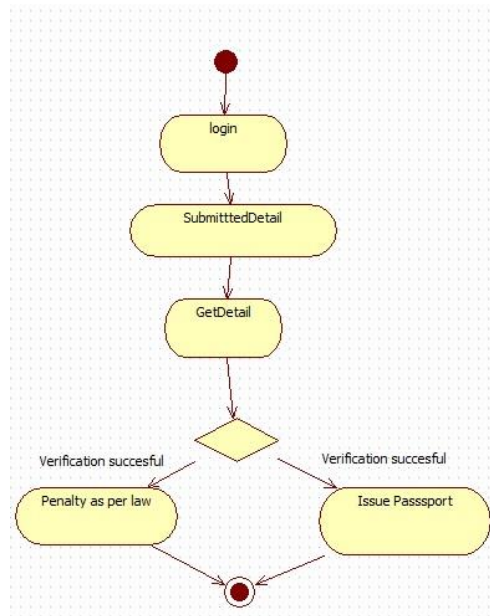 login
SubmitttedDetail
GetDetail
Verification succesful
Verification succesful
Penalty as per law
Issue Passsport